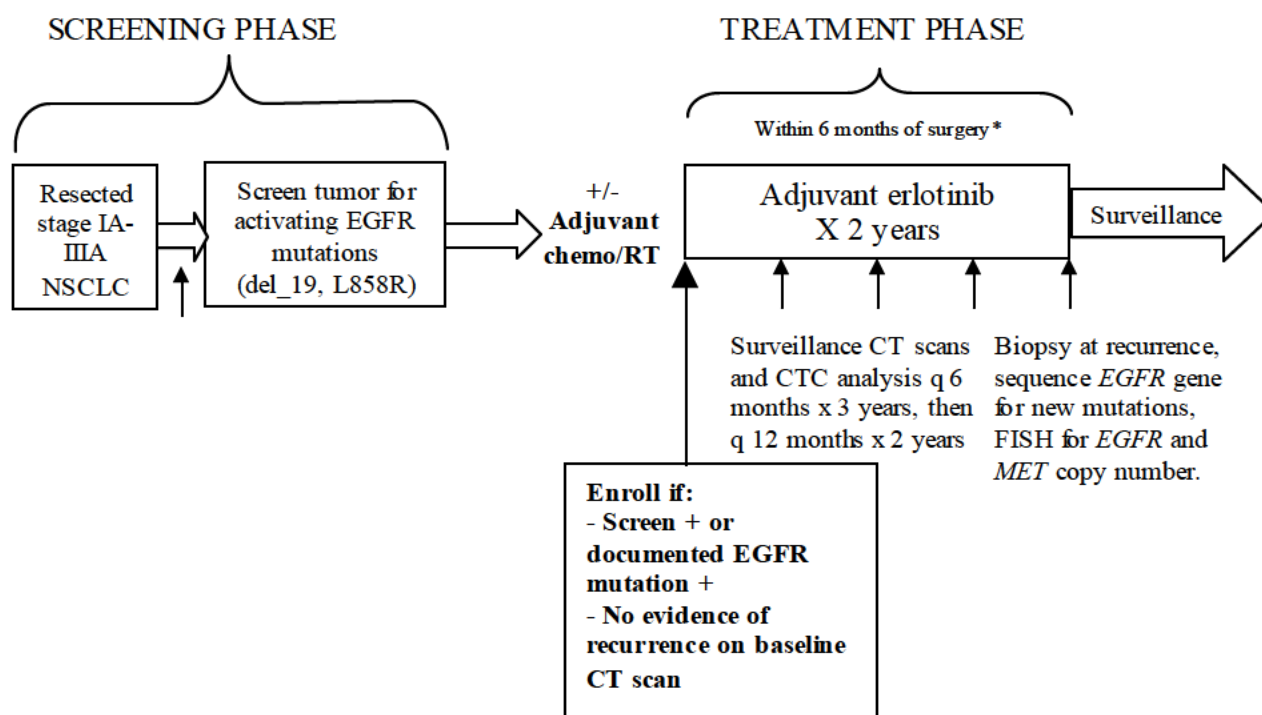 SCREENING PHASE
TREATMENT PHASE
Within 6 months of surgery*
Resected
stage IA-
IIIA
NSCLC
Screen tumor for
activating EGFR
mutations
(del_19, L858R)
+/-
Adjuvant
chemo/RT
Adjuvant erlotinib
X 2 years
Surveillance
Surveillance CT scans
and CTC analysis q 6
months x 3 years, then
q 12 months x 2 years
Biopsy at recurrence,
sequence EGFR gene
for new mutations,
FISH for EGFR and
MET copy number.
Enroll if:
- Screen + or
documented EGFR
mutation +
- No evidence of
recurrence on baseline
CT scan